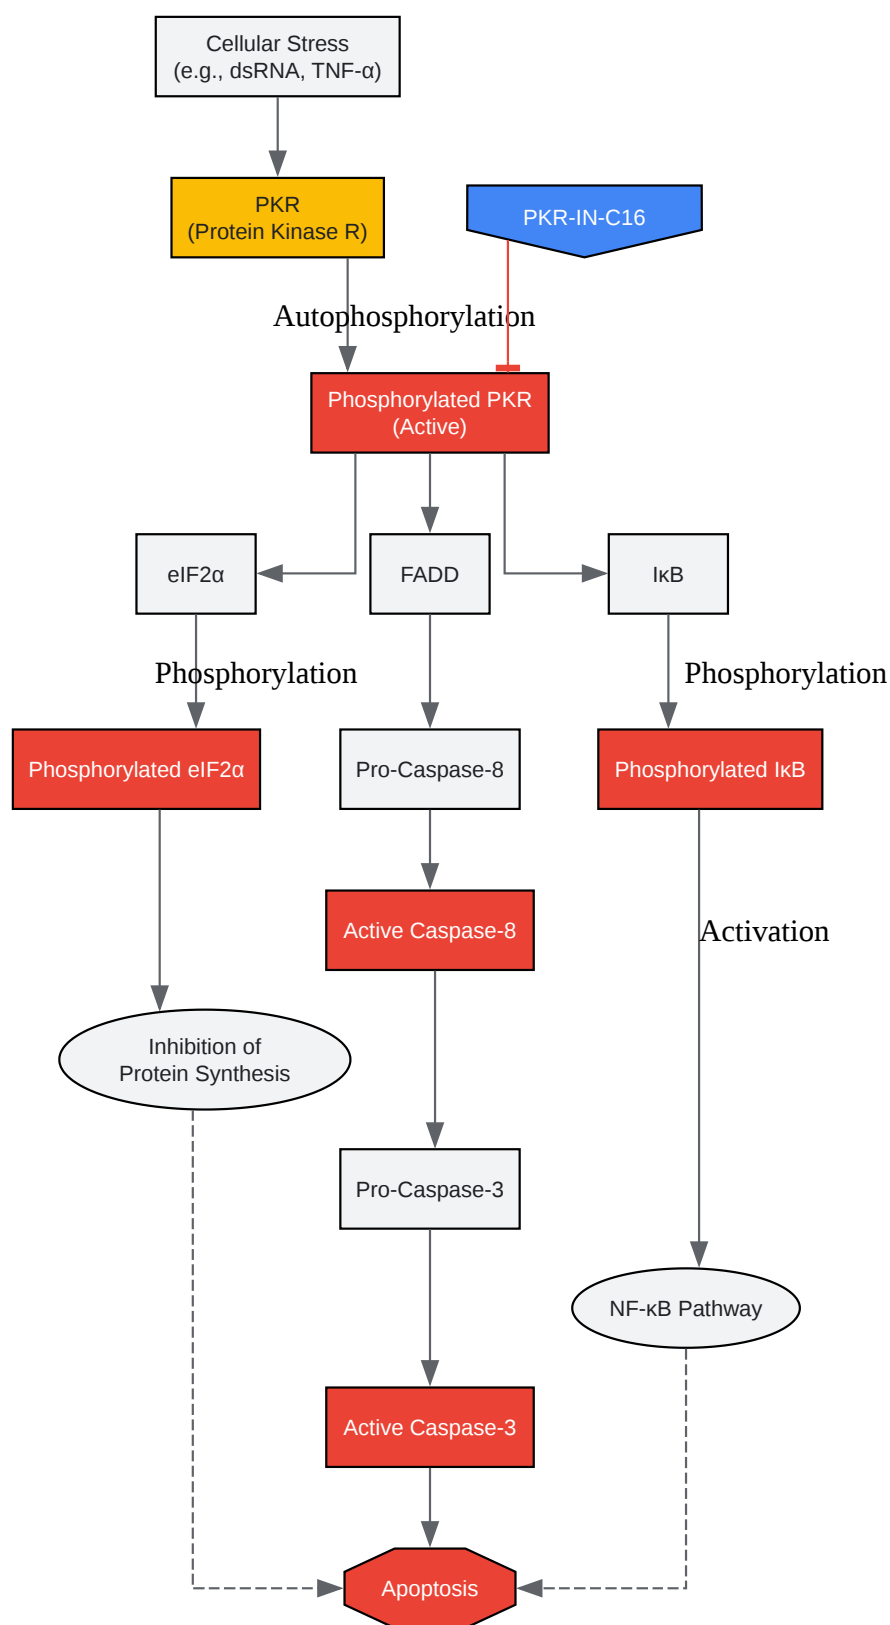 Cellular Stress
(e.g., dsRNA, TNF-α)
PKR
(Protein Kinase R)
PKR-IN-C16
Autophosphorylation
Phosphorylated PKR
(Active)
eIF2α
FADD
IκB
Phosphorylation
Phosphorylation
Phosphorylated eIF2α
Pro-Caspase-8
Phosphorylated IκB
Active Caspase-8
Activation
Inhibition of
Protein Synthesis
Pro-Caspase-3
NF-κB Pathway
Active Caspase-3
Apoptosis